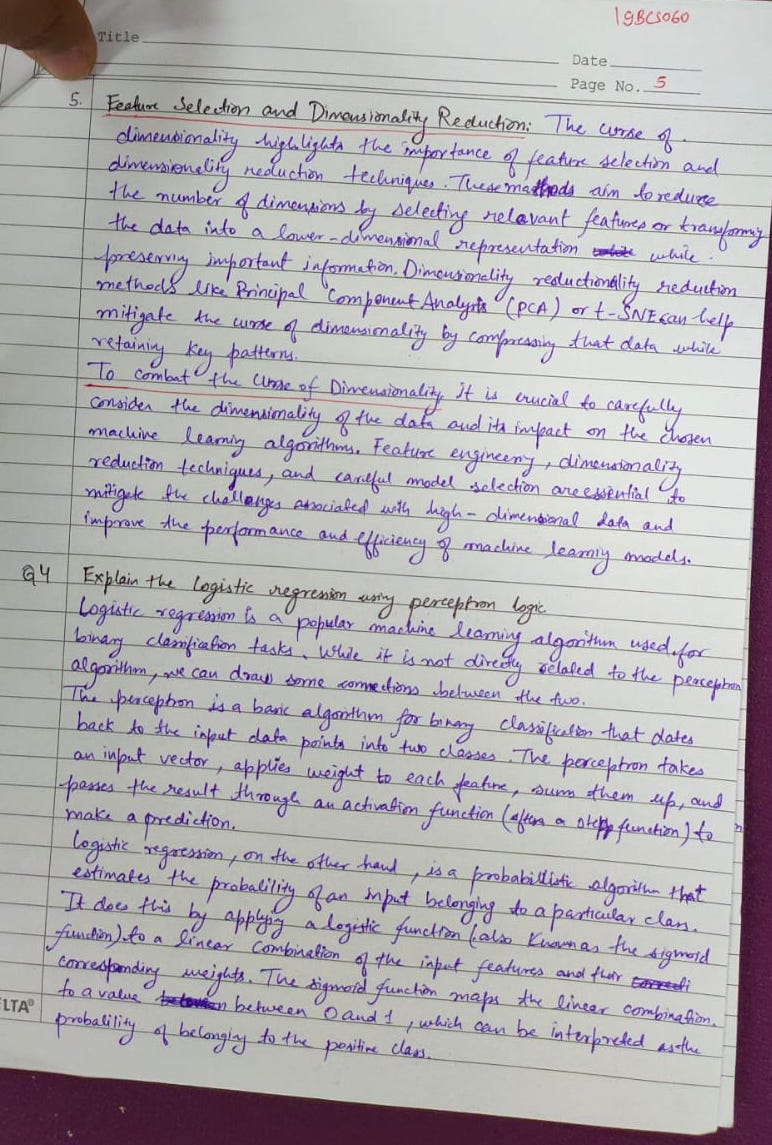 19BCS060
Title
Date
Page No. 5
5. Feature Selection and Dimensionality Reduction: The curse of
dimensionality highlights the importance of feature selection and
dimensionality reduction techniques. These methods aim to reduce
the number of dimensions by selecting relevant features or transforming
the data into a lower-dimensional representation while
preserving important information. Dimensionality reductionality reduction
methods like Principal Component Analysis (PCA) or t-SNE can help
mitigate the curse of dimensionality by compressing that data while
retaining key patterns.
To combat the Curse of Dimensionality it is crucial to carefully
consider the dimensionality of the data and its impact on the chosen
machine learning algorithms. Feature engineering, dimensionality
reduction techniques, and careful model selection are essential to
mitigate the challenges associated with high-dimensional data and
improve the performance and efficiency of machine learning models.
Q4 Explain the logistic regression using perceptron logic
Logistic regression is a popular machine learning algorithm used for
binary classification tasks. While it is not directly related to the perceptron
algorithm, we can draw some connections between the two.
The perceptron is a basic algorithm for binary classification that dates
back to the input data points into two classes. The perceptron takes
an input vector, applies weight to each feature, sum them up, and
passes the result through an activation function (often a step function) to
make a prediction.
Logistic regression, on the other hand, is a probabilistic algorithm that
estimates the probability of an input belonging to a particular class.
It does this by applying a logistic function (also known as the sigmoid
function) to a linear combination of the input features and their
corresponding weights. The sigmoid function maps the linear combination
to a value between 0 and 1, which can be interpreted as the
probability of belonging to the positive class.
ELTA®